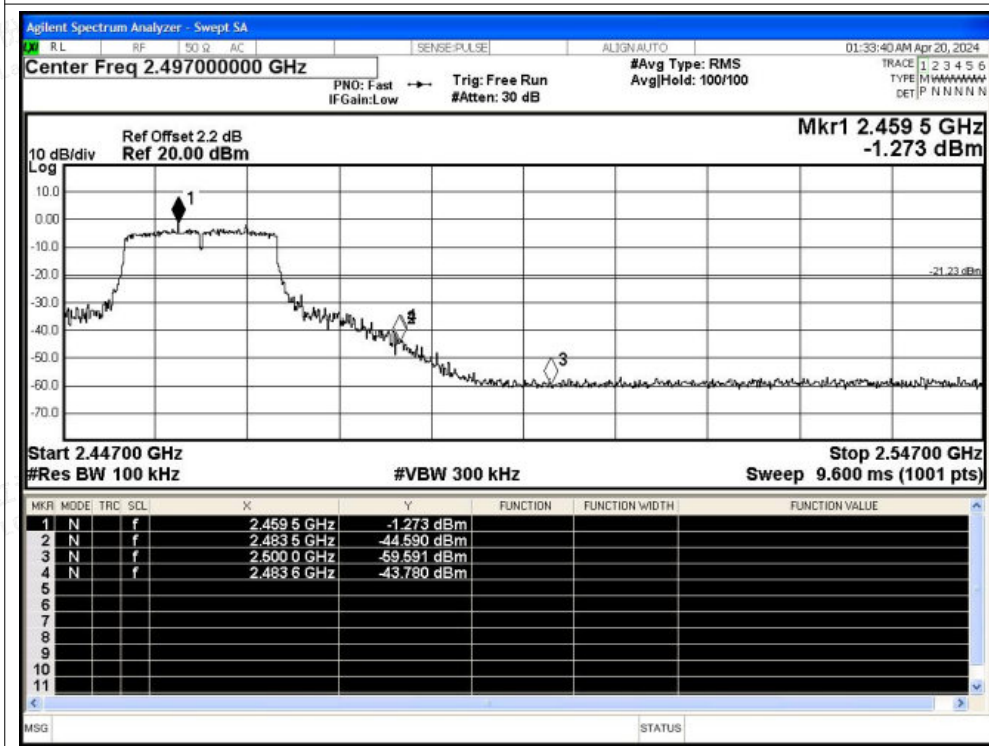 Agilent Spectrum Analyzer - Swept SA
RL RF 50 Ω AC SENSE:PULSE ALIGN AUTO 01:33:40 AM Apr 20, 2024
Center Freq 2.497000000 GHz #Avg Type: RMS TRACE 1 2 3 4 5 6
PNO: Fast Trig: Free Run Avg|Hold: 100/100 TYPE M WWWWW
IFGain:Low #Atten: 30 dB DET P N N N N N
Mkr1 2.459 5 GHz
Ref Offset 2.2 dB -1.273 dBm
10 dB/div Ref 20.00 dBm
Log
10.0
1
0.00
-10.0
-20.0 -21.23 dBm
-30.0
-40.0
-50.0 3
-60.0
-70.0
Start 2.44700 GHz Stop 2.54700 GHz
#Res BW 100 kHz #VBW 300 kHz Sweep 9.600 ms (1001 pts)
MKR MODE TRC SCL X Y FUNCTION FUNCTION WIDTH FUNCTION VALUE
1 N f 2.459 5 GHz -1.273 dBm
2 N f 2.483 5 GHz -44.590 dBm
3 N f 2.500 0 GHz -59.591 dBm
4 N f 2.483 6 GHz -43.780 dBm
5
6
7
8
9
10
11
MSG STATUS